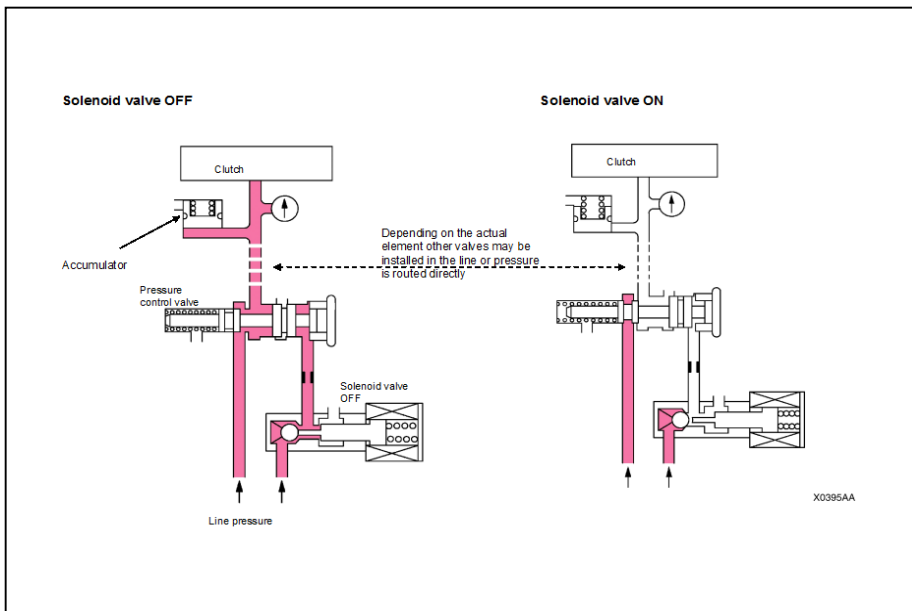 Solenoid valve OFF
Solenoid valve ON
Clutch
Clutch
Accumulator
Depending on the actual
element other valves may be
installed in the line or pressure
is routed directly
Pressure
control valve
Solenoid valve
OFF
Line pressure
X0395AA